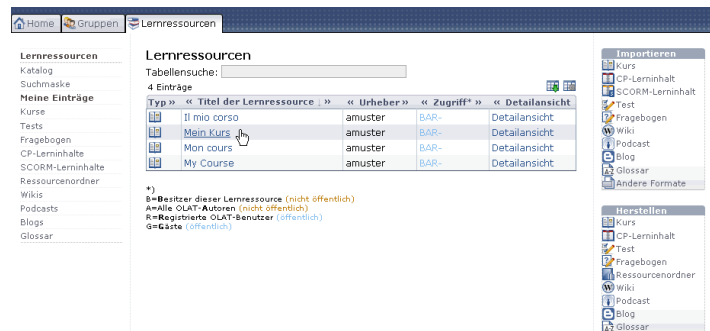 Home Gruppen Lernressourcen
Lernressourcen
Katalog
Suchmaske
Meine Einträge
Kurse
Tests
Fragebogen
CP-Lerninhalte
SCORM-Lerninhalte
Ressourcenordner
Wikis
Podcasts
Blogs
Glossar
Lernressourcen
Tabellensuche:
4 Einträge
Typ » « Titel der Lernressource ↓ » « Urheber » « Zugriff* » « Detailansicht
Il mio corso amuster BAR- Detailansicht
Mein Kurs amuster BAR- Detailansicht
Mon cours amuster BAR- Detailansicht
My Course amuster BAR- Detailansicht
*)
B=Besitzer dieser Lernressource (nicht öffentlich)
A=Alle OLAT-Autoren (nicht öffentlich)
R=Registrierte OLAT-Benutzer (öffentlich)
G=Gäste (öffentlich)
Importieren
Kurs
CP-Lerninhalt
SCORM-Lerninhalt
Test
Fragebogen
Wiki
Podcast
Blog
Glossar
Andere Formate
Herstellen
Kurs
CP-Lerninhalt
Test
Fragebogen
Ressourcenordner
Wiki
Podcast
Blog
Glossar